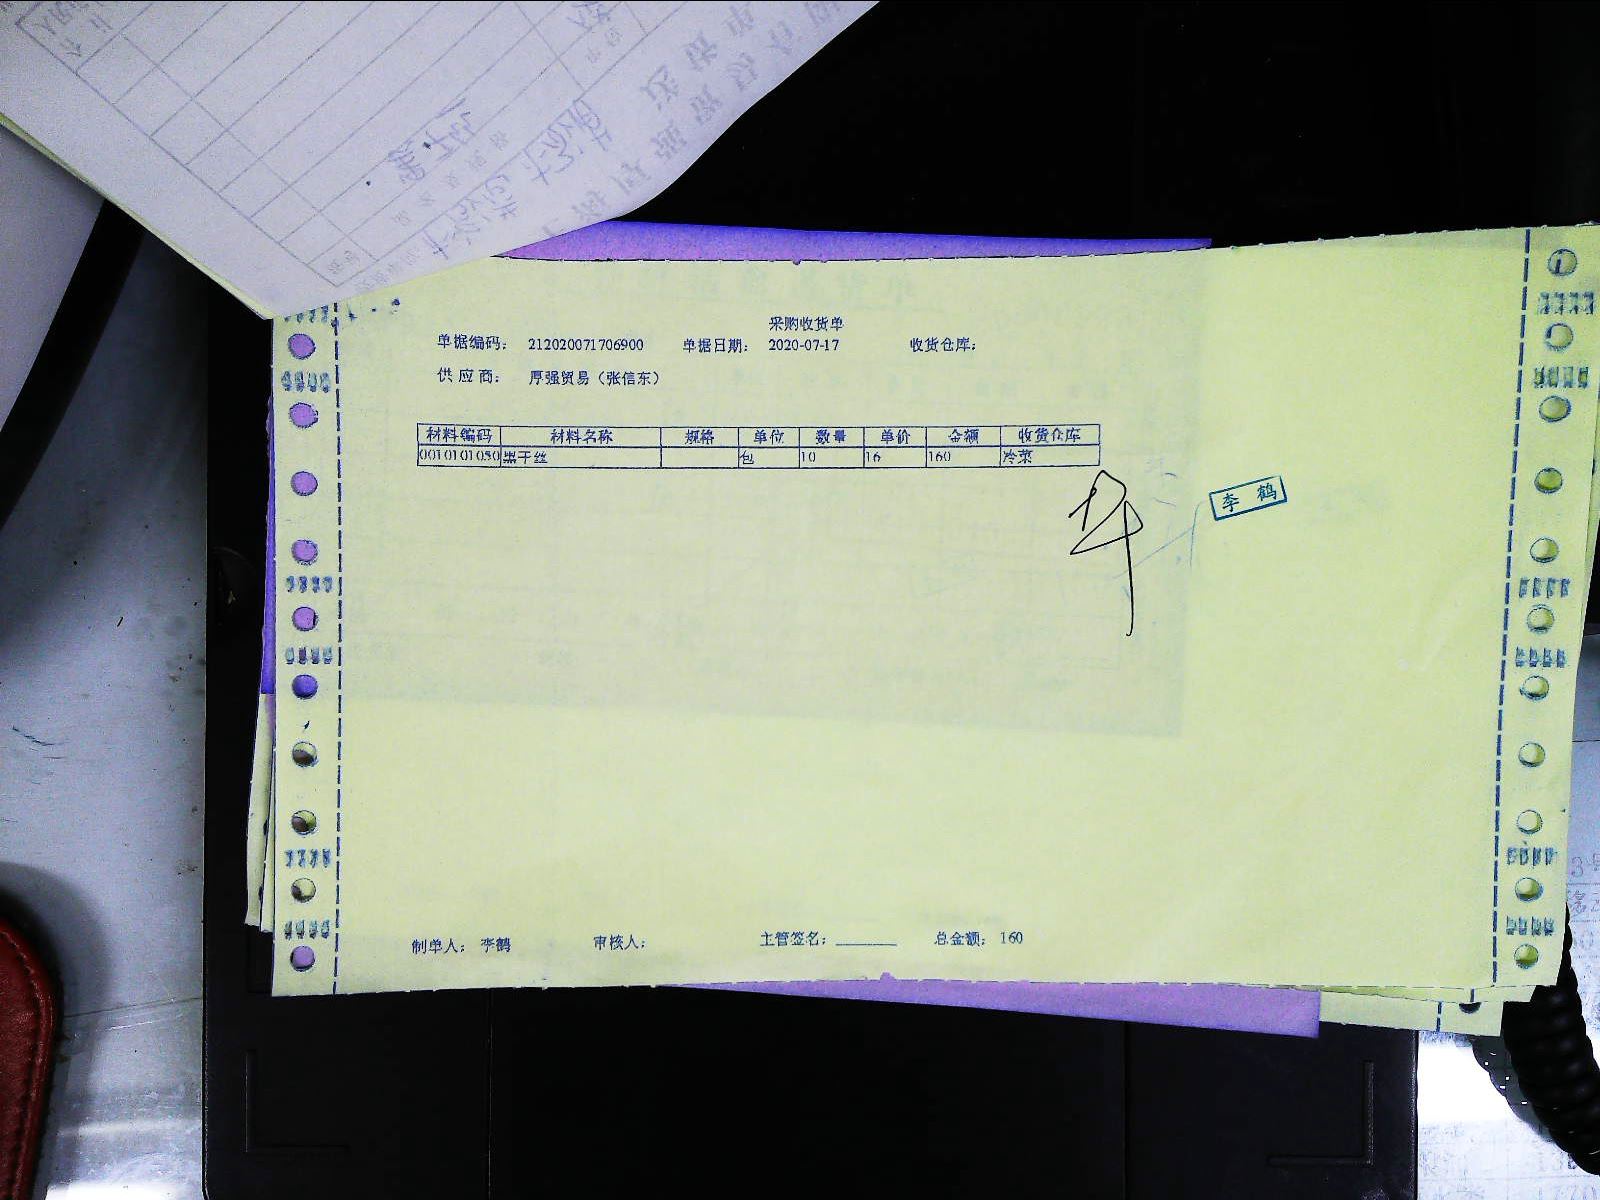 采购收货单
单据编码： 212020071706900 单据日期： 2020-07-17 收货仓库：
供应商： 厚强贸易（张信东）
材料编码 材料名称 规格 单位 数量 单价 金额 收货仓库
0010101050 干丝 包 10 16 160 冷菜
李鹤
制单人： 李鹤 审核人： 主管签名：______ 总金额： 160